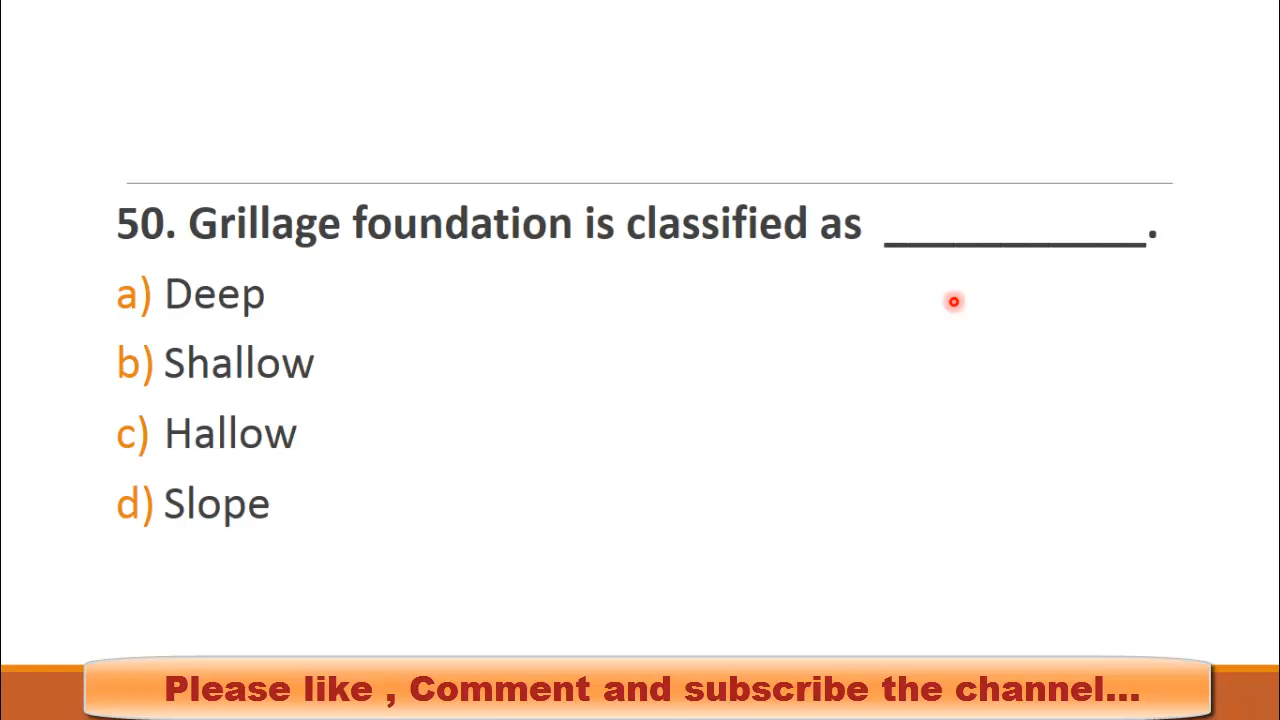 50. Grillage foundation is classified as ___________.
a) Deep
b) Shallow
c) Hallow
d) Slope
Please like , Comment and subscribe the channel...